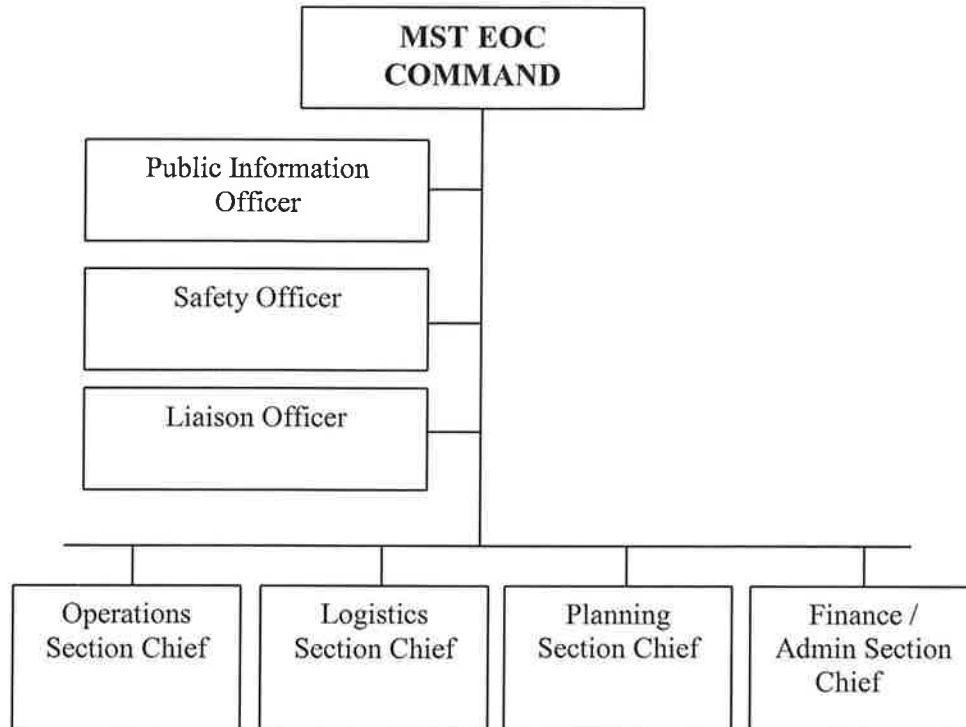 MST EOC
COMMAND
Public Information
Officer
Safety Officer
Liaison Officer
Operations
Section Chief
Logistics
Section Chief
Planning
Section Chief
Finance /
Admin Section
Chief